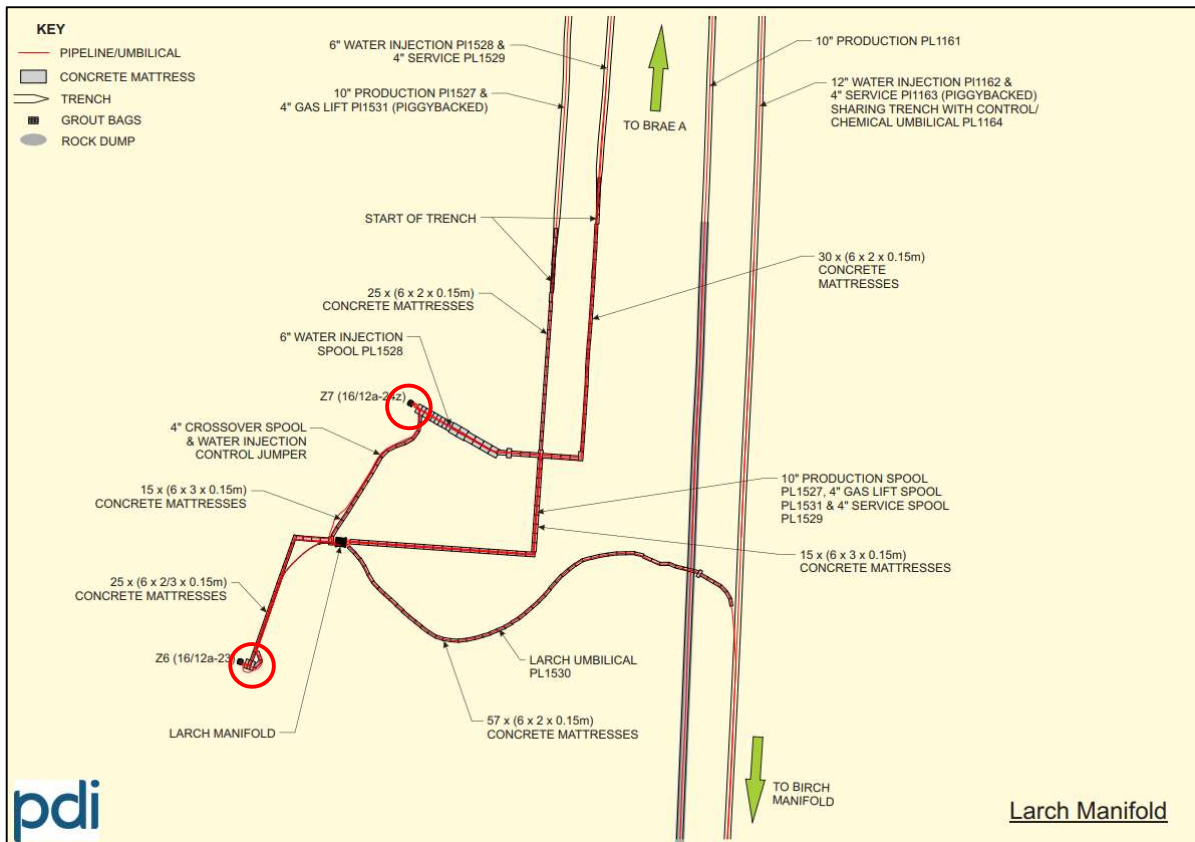 KEY
PIPELINE/UMBILICAL
CONCRETE MATTRESS
TRENCH
GROUT BAGS
ROCK DUMP
6" WATER INJECTION PI1528 &
4" SERVICE PL1529
10" PRODUCTION PI1527 &
4" GAS LIFT PI1531 (PIGGYBACKED)
TO BRAE A
10" PRODUCTION PL1161
12" WATER INJECTION PI1162 &
4" SERVICE PI1163 (PIGGYBACKED)
SHARING TRENCH WITH CONTROL/
CHEMICAL UMBILICAL PL1164
START OF TRENCH
30 x (6 x 2 x 0.15m)
CONCRETE
MATTRESSES
25 x (6 x 2 x 0.15m)
CONCRETE MATTRESSES
6" WATER INJECTION
SPOOL PL1528
Z7 (16/12a-24z)
4" CROSSOVER SPOOL
& WATER INJECTION
CONTROL JUMPER
15 x (6 x 3 x 0.15m)
CONCRETE MATTRESSES
10" PRODUCTION SPOOL
PL1527, 4" GAS LIFT SPOOL
PL1531 & 4" SERVICE SPOOL
PL1529
15 x (6 x 3 x 0.15m)
CONCRETE MATTRESSES
25 x (6 x 2/3 x 0.15m)
CONCRETE MATTRESSES
Z6 (16/12a-23)
LARCH UMBILICAL
PL1530
LARCH MANIFOLD
57 x (6 x 2 x 0.15m)
CONCRETE MATTRESSES
TO BIRCH
MANIFOLD
pdi
Larch Manifold